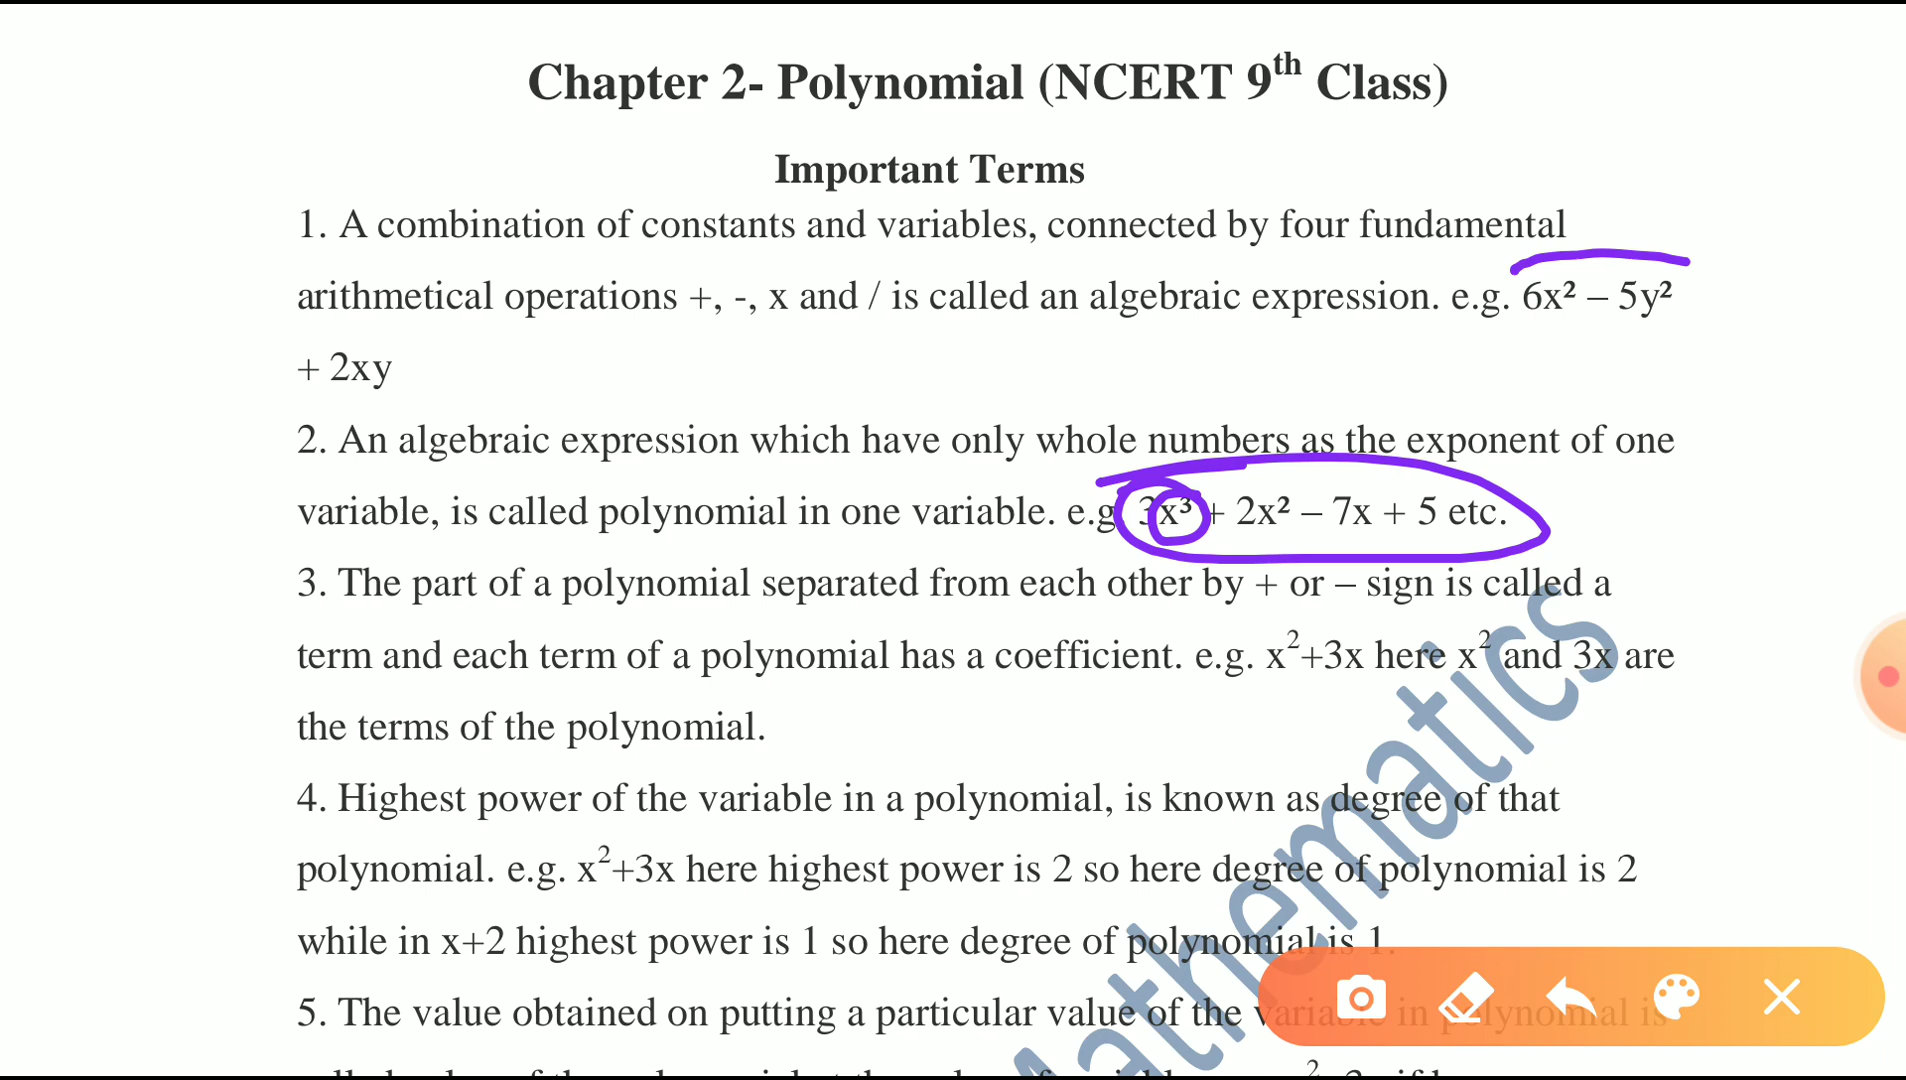 Chapter 2- Polynomial (NCERT 9th Class)
Important Terms
1. A combination of constants and variables, connected by four fundamental
arithmetical operations +, -, x and / is called an algebraic expression. e.g. 6x² – 5y²
+ 2xy
2. An algebraic expression which have only whole numbers as the exponent of one
variable, is called polynomial in one variable. e.g. 3x³ + 2x² – 7x + 5 etc.
3. The part of a polynomial separated from each other by + or – sign is called a
term and each term of a polynomial has a coefficient. e.g. x²+3x here x² and 3x are
the terms of the polynomial.
4. Highest power of the variable in a polynomial, is known as degree of that
polynomial. e.g. x²+3x here highest power is 2 so here degree of polynomial is 2
while in x+2 highest power is 1 so here degree of polynomial is 1.
5. The value obtained on putting a particular value of the variable in polynomial is
Mathematics